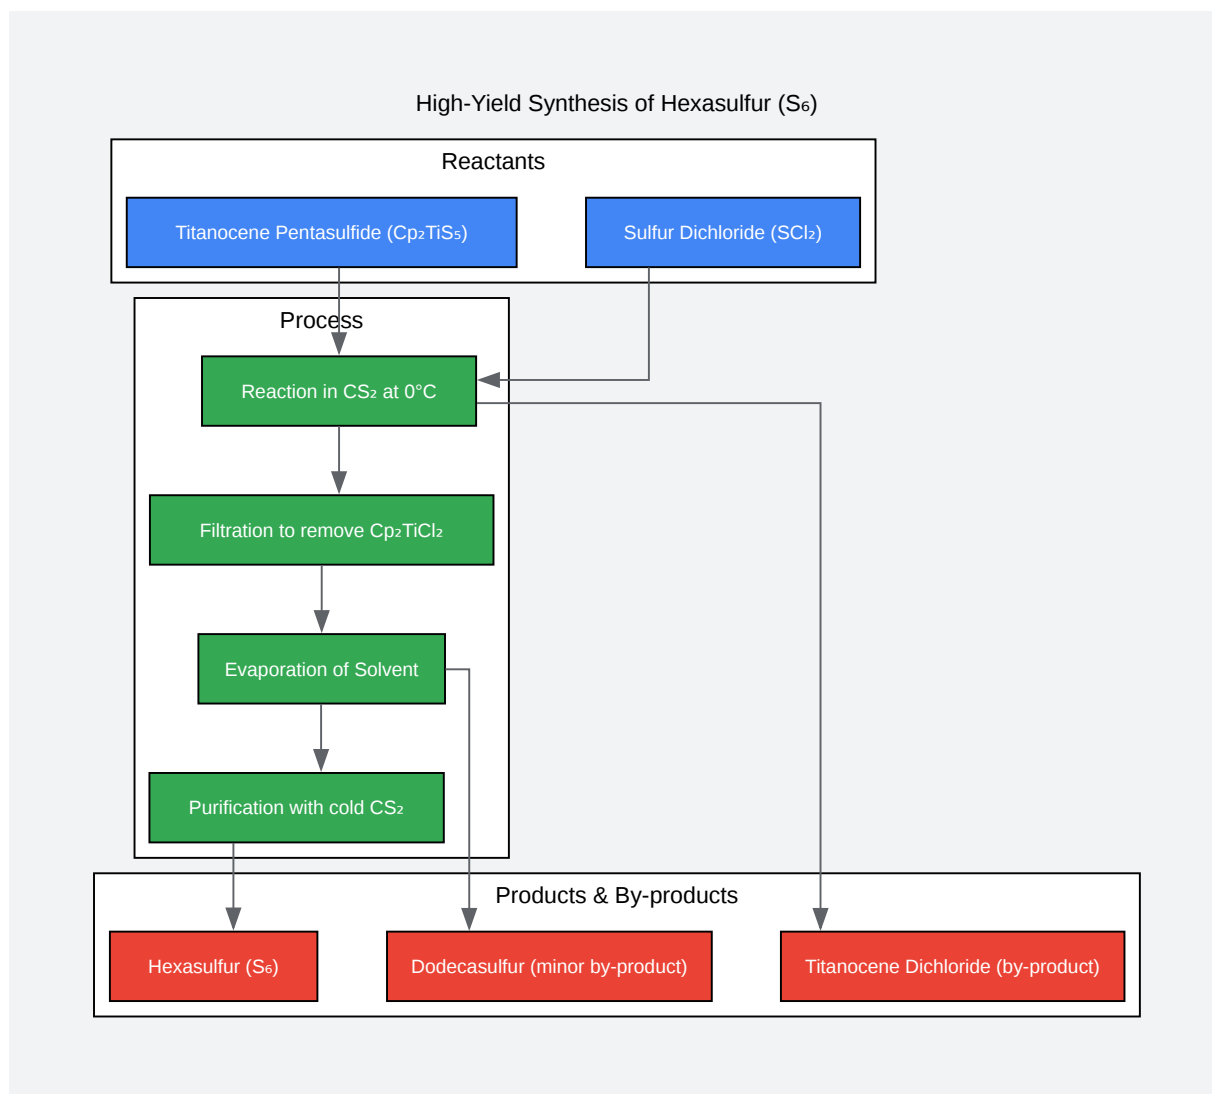 High-Yield Synthesis of Hexasulfur (S₆)
Reactants
Titanocene Pentasulfide (Cp₂TiS₅)
Sulfur Dichloride (SCl₂)
Process
Reaction in CS₂ at 0°C
Filtration to remove Cp₂TiCl₂
Evaporation of Solvent
Purification with cold CS₂
Products & By-products
Hexasulfur (S₆)
Dodecasulfur (minor by-product)
Titanocene Dichloride (by-product)